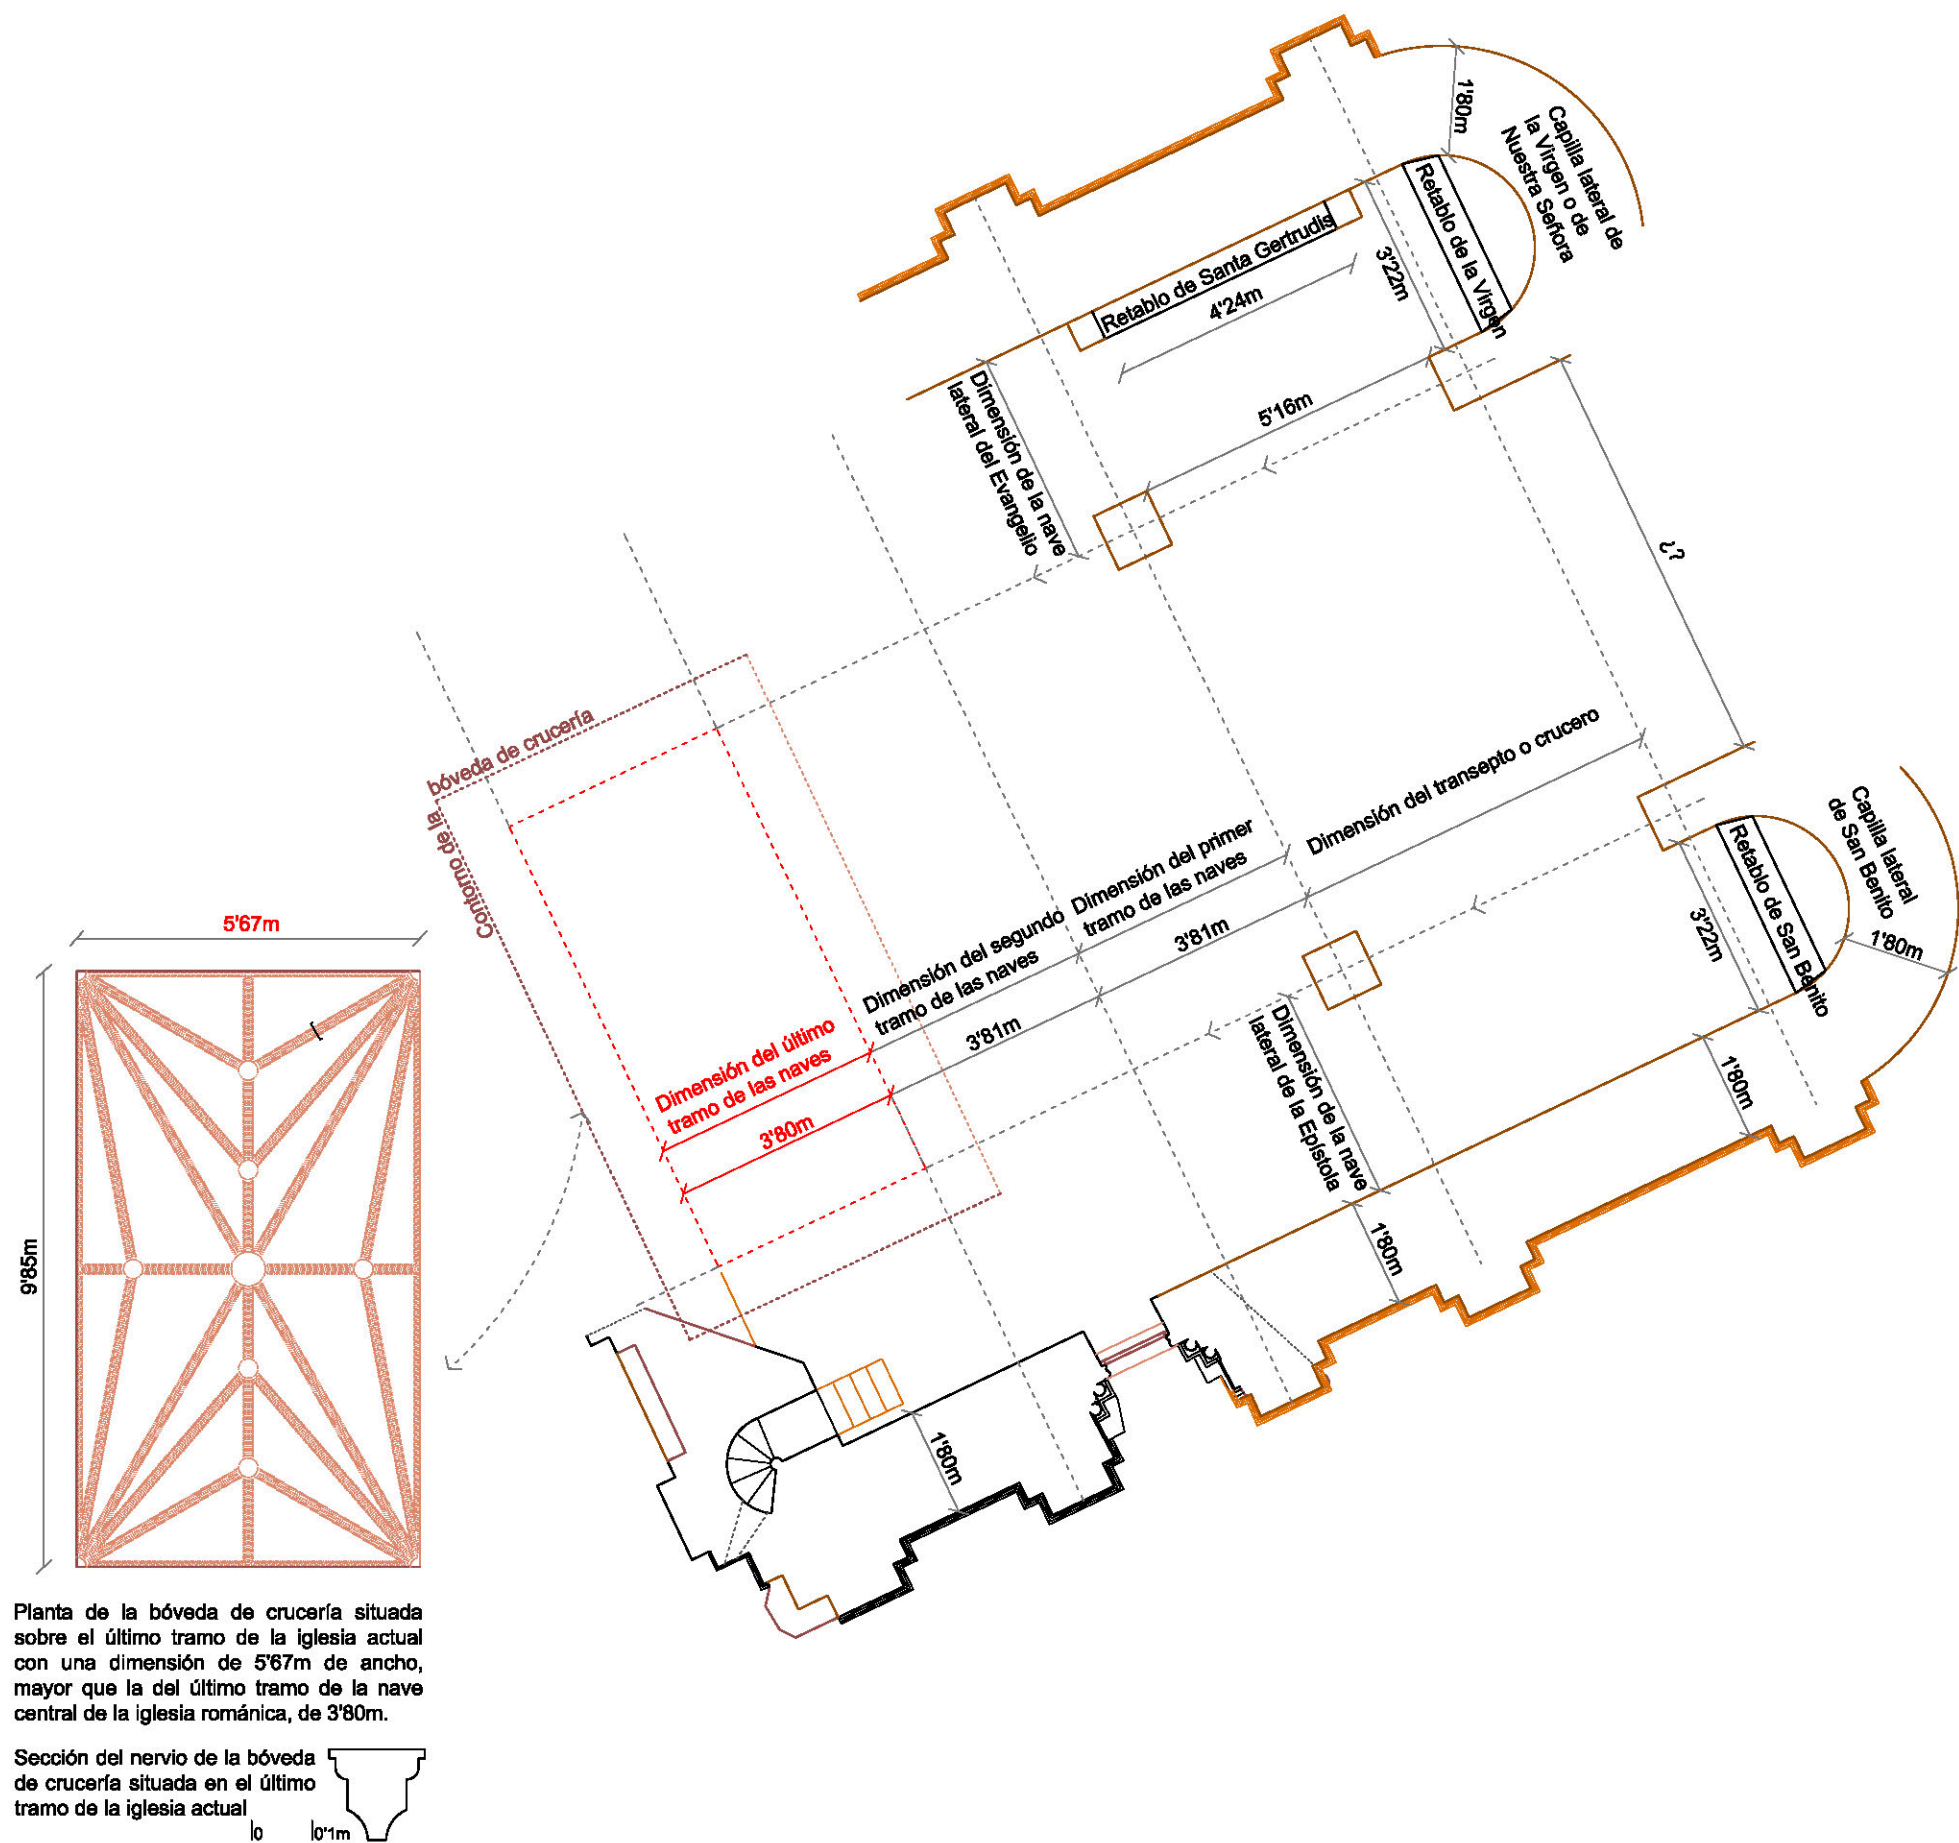 1'80m
Capilla lateral de
la Virgen o de
Nuestra Señora
Retablo de la Virgen
Retablo de Santa Gertrudis
3'22m
4'24m
5'16m
Dimensión de la nave
lateral del Evangelio
¿?
bóveda de crucería
Contorno de la
Dimensión del transepto o crucero
Dimensión del primer
tramo de las naves
3'81m
Dimensión del segundo
tramo de las naves
3'81m
Dimensión del último
tramo de las naves
3'80m
Capilla lateral
de San Benito
Retablo de San Benito
1'80m
3'22m
1'80m
Dimensión de la nave
lateral de la Epístola
1'80m
1'80m
5'67m
9'85m
Planta de la bóveda de crucería situada
sobre el último tramo de la iglesia actual
con una dimensión de 5'67m de ancho,
mayor que la del último tramo de la nave
central de la iglesia románica, de 3'80m.
Sección del nervio de la bóveda
de crucería situada en el último
tramo de la iglesia actual
0
0'1m